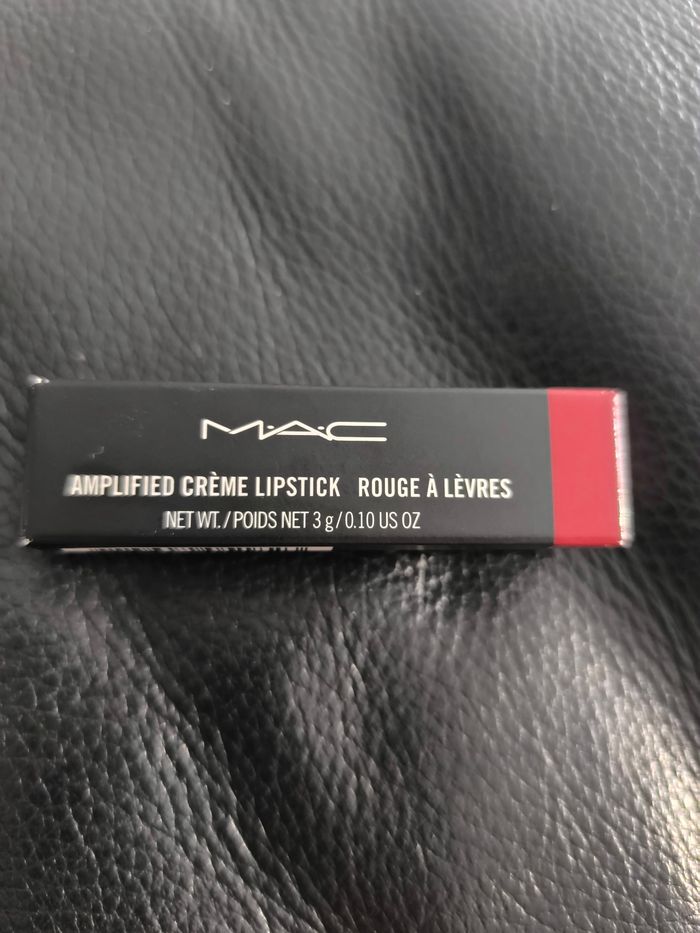 M·A·C
AMPLIFIED CRÈME LIPSTICK ROUGE À LÈVRES
NET WT./POIDS NET 3 g/0.10 US OZ